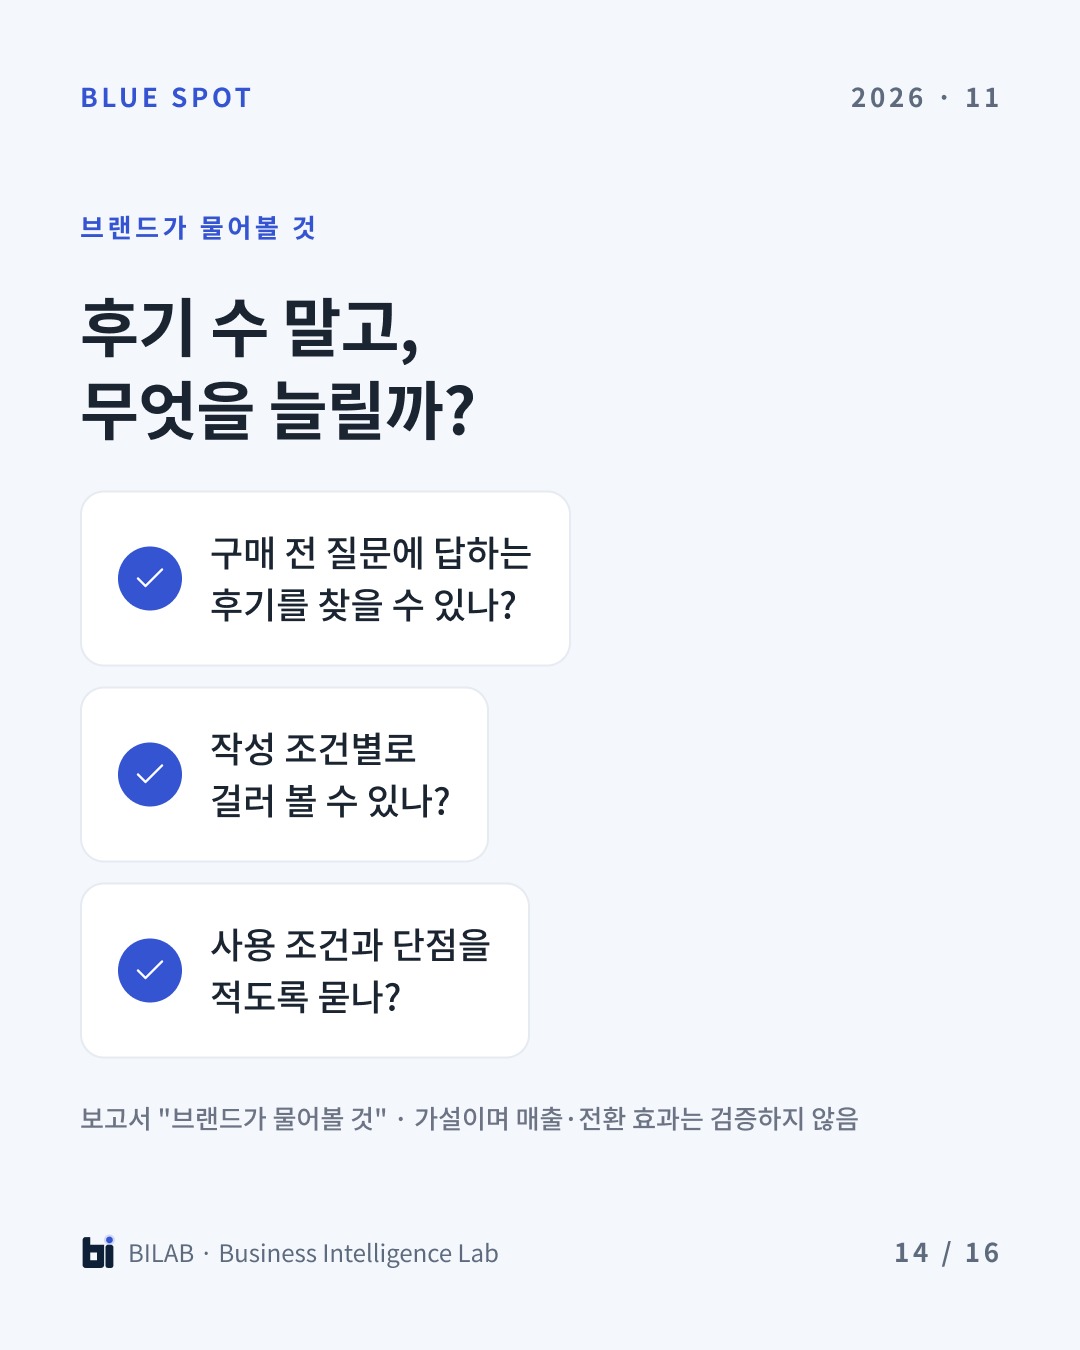 BLUE SPOT
2026 · 11
브랜드가 물어볼 것
후기 수 말고,
무엇을 늘릴까?
구매 전 질문에 답하는
후기를 찾을 수 있나?
작성 조건별로
걸러 볼 수 있나?
사용 조건과 단점을
적도록 묻나?
보고서 "브랜드가 물어볼 것" · 가설이며 매출·전환 효과는 검증하지 않음
bi BILAB · Business Intelligence Lab
14 / 16